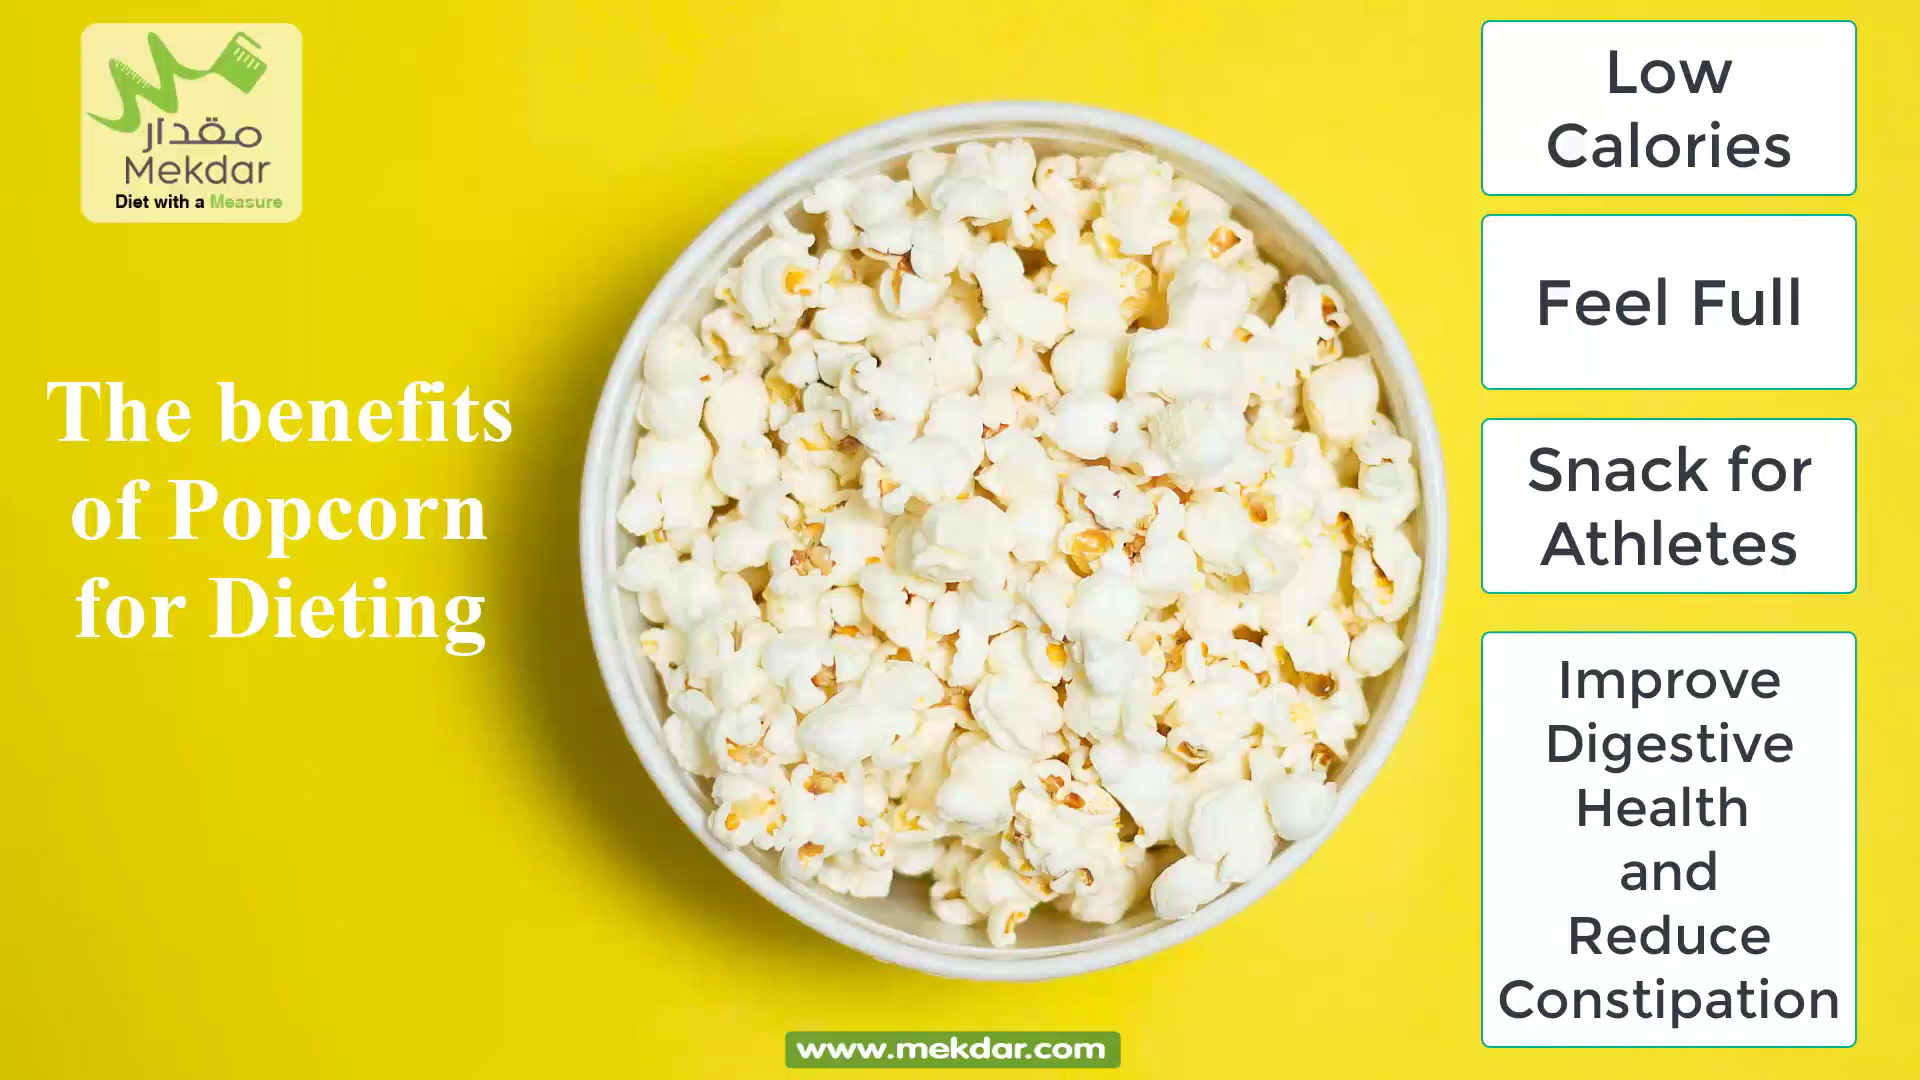 مقدار
Mekdar
Diet with a Measure
The benefits
of Popcorn
for Dieting
Low
Calories
Feel Full
Snack for
Athletes
Improve
Digestive
Health
and
Reduce
Constipation
www.mekdar.com